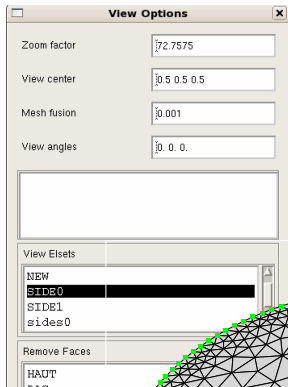 View Options
Zoom factor 72.7575
View center 0.5 0.5 0.5
Mesh fusion 0.001
View angles 0. 0. 0.
View Elsets
NEW
SIDE0
SIDE1
sides0
Remove Faces
HAUT